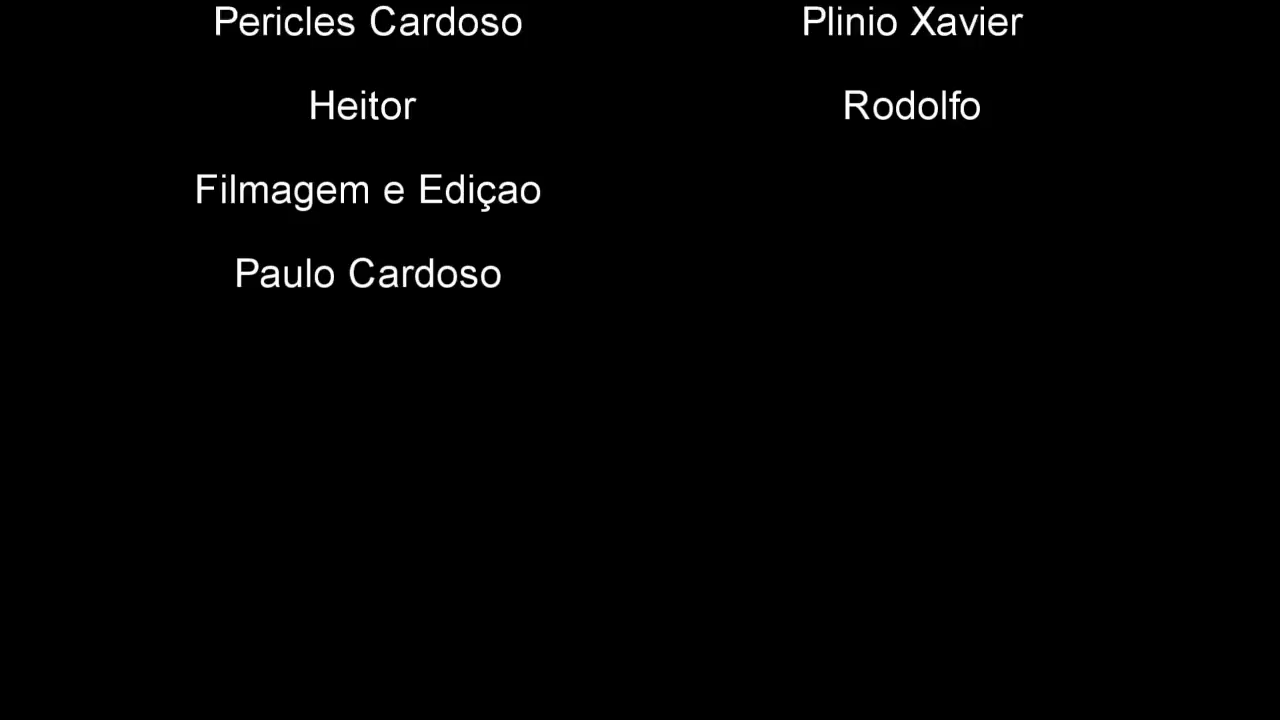 Pericles Cardoso
Plinio Xavier
Heitor
Rodolfo
Filmagem e Ediçao
Paulo Cardoso